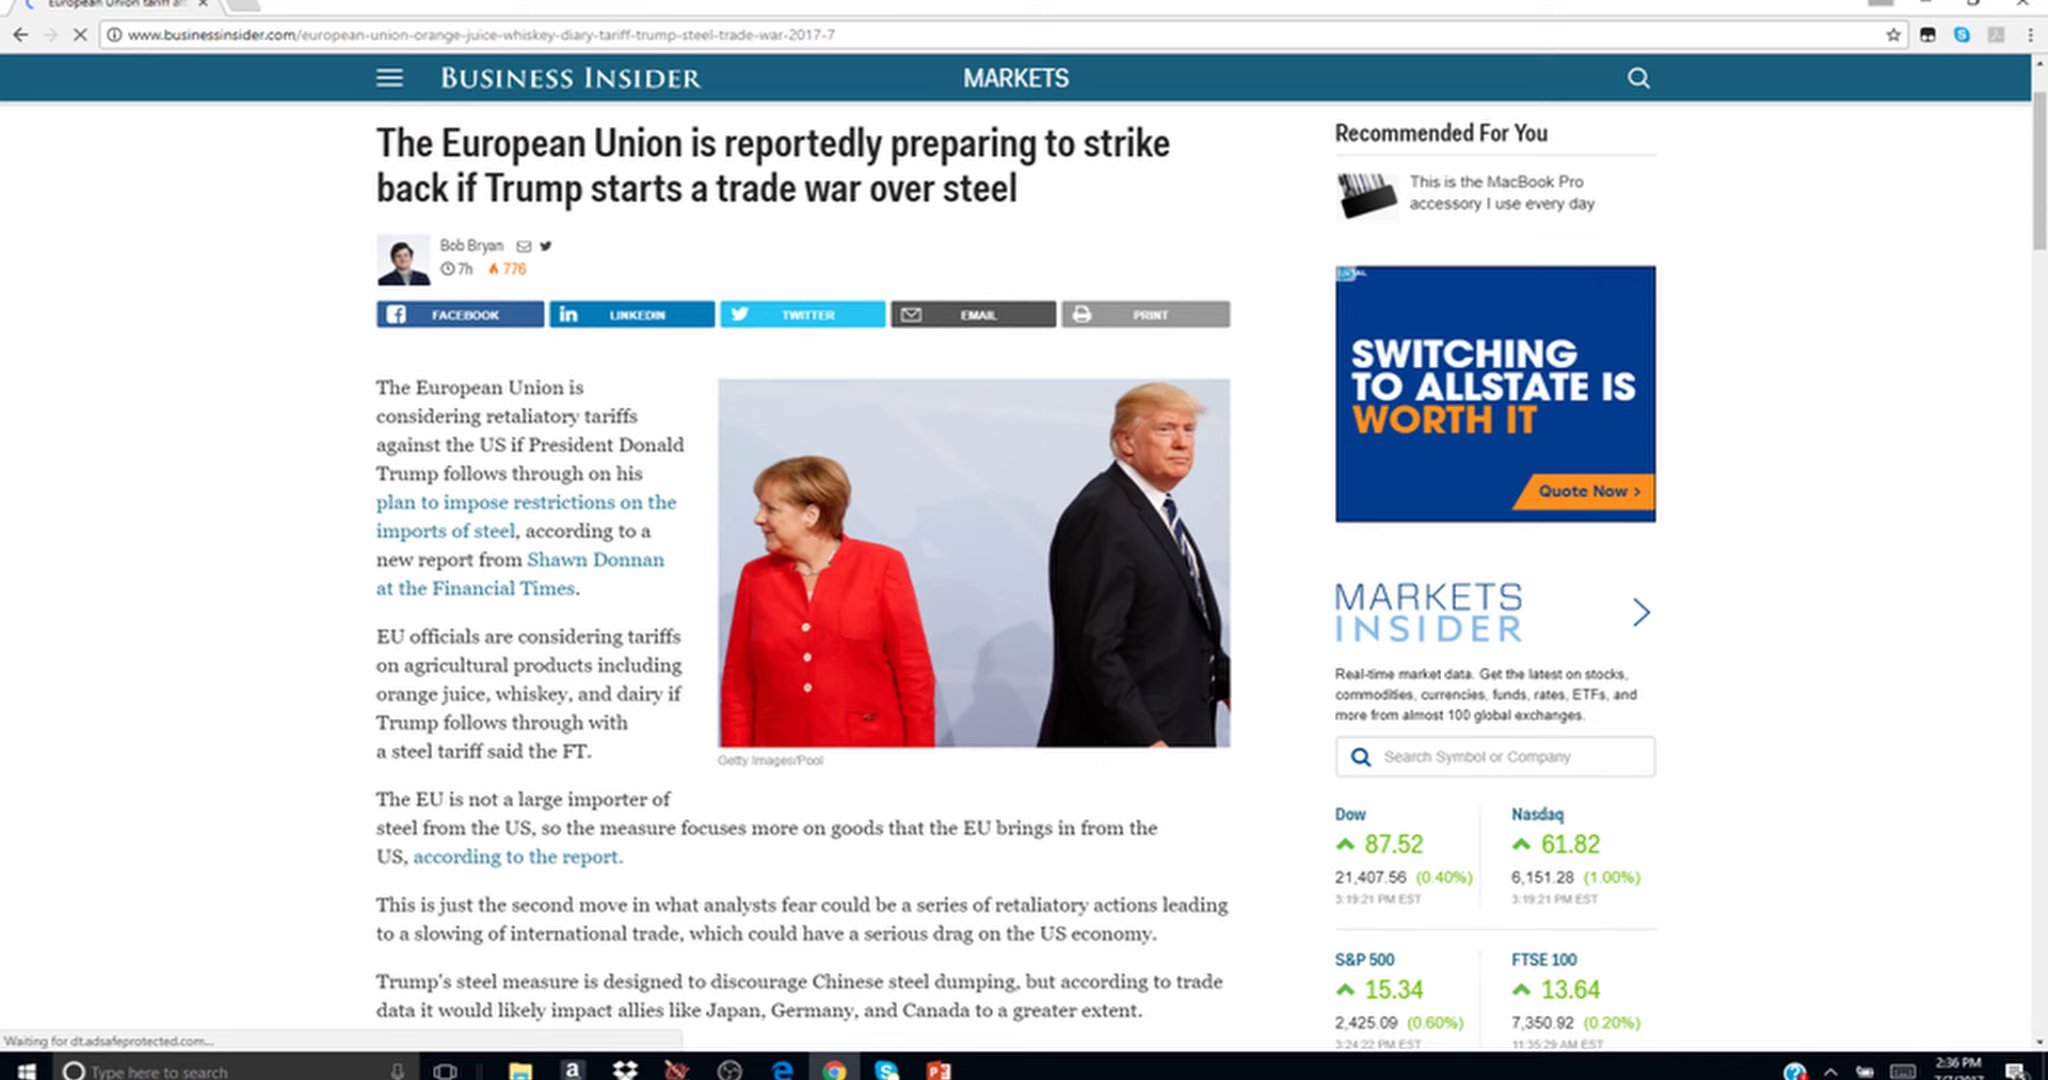 European Union tariff
www.businessinsider.com/european-union-orange-juice-whiskey-diary-tariff-trump-steel-trade-war-2017-7
BUSINESS INSIDER
MARKETS
The European Union is reportedly preparing to strike
back if Trump starts a trade war over steel
Bob Bryan
7h 776
FACEBOOK
LINKEDIN
TWITTER
EMAIL
PRINT
The European Union is
considering retaliatory tariffs
against the US if President Donald
Trump follows through on his
plan to impose restrictions on the
imports of steel, according to a
new report from Shawn Donnan
at the Financial Times.
EU officials are considering tariffs
on agricultural products including
orange juice, whiskey, and dairy if
Trump follows through with
a steel tariff said the FT.
Getty Images/Pool
The EU is not a large importer of
steel from the US, so the measure focuses more on goods that the EU brings in from the
US, according to the report.
This is just the second move in what analysts fear could be a series of retaliatory actions leading
to a slowing of international trade, which could have a serious drag on the US economy.
Trump's steel measure is designed to discourage Chinese steel dumping, but according to trade
data it would likely impact allies like Japan, Germany, and Canada to a greater extent.
Recommended For You
This is the MacBook Pro
accessory I use every day
SWITCHING
TO ALLSTATE IS
WORTH IT
Quote Now >
MARKETS
INSIDER
Real-time market data. Get the latest on stocks,
commodities, currencies, funds, rates, ETFs, and
more from almost 100 global exchanges.
Search Symbol or Company
Dow
87.52
21,407.56 (0.40%)
3:19:21 PM EST
Nasdaq
61.82
6,151.28 (1.00%)
3:19:21 PM EST
S&P 500
15.34
2,425.09 (0.60%)
3:24:22 PM EST
FTSE 100
13.64
7,350.92 (0.20%)
11:35:29 AM EST
Waiting for dt.adsafeprotected.com...
Type here to search
2:36 PM